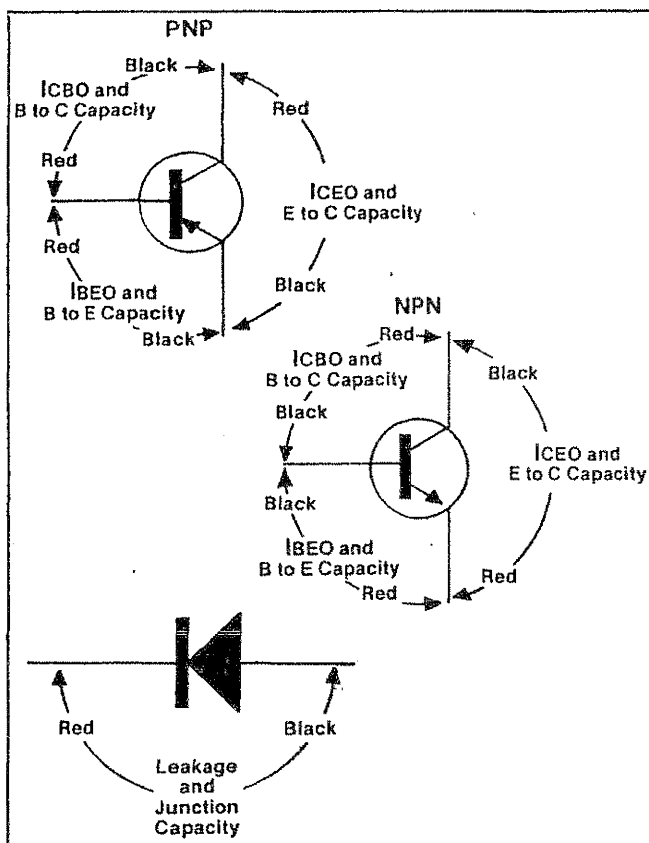 PNP
Black
ICBO and
B to C Capacity
Red
Red
ICEO and
E to C Capacity
Red
IBEO and
B to E Capacity
Black
Black
NPN
Red
ICBO and
B to C Capacity
Black
Black
ICEO and
E to C Capacity
Black
IBEO and
B to E Capacity
Red
Red
Red
Black
Leakage
and
Junction
Capacity